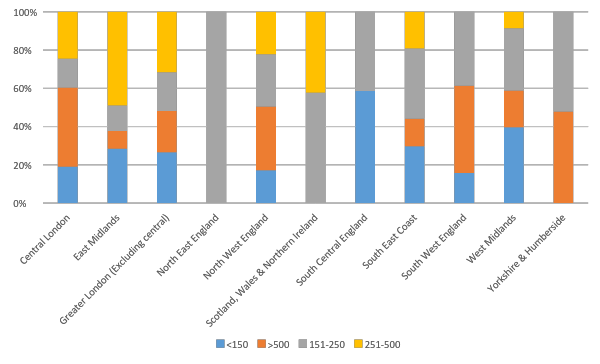 100%
80%
60%
40%
20%
0%
Central London
East Midlands
Greater London (Excluding central)
North East England
North West England
Scotland, Wales & Northern Ireland
South Central England
South East Coast
South West England
West Midlands
Yorkshire & Humberside
<150 >500 151-250 251-500